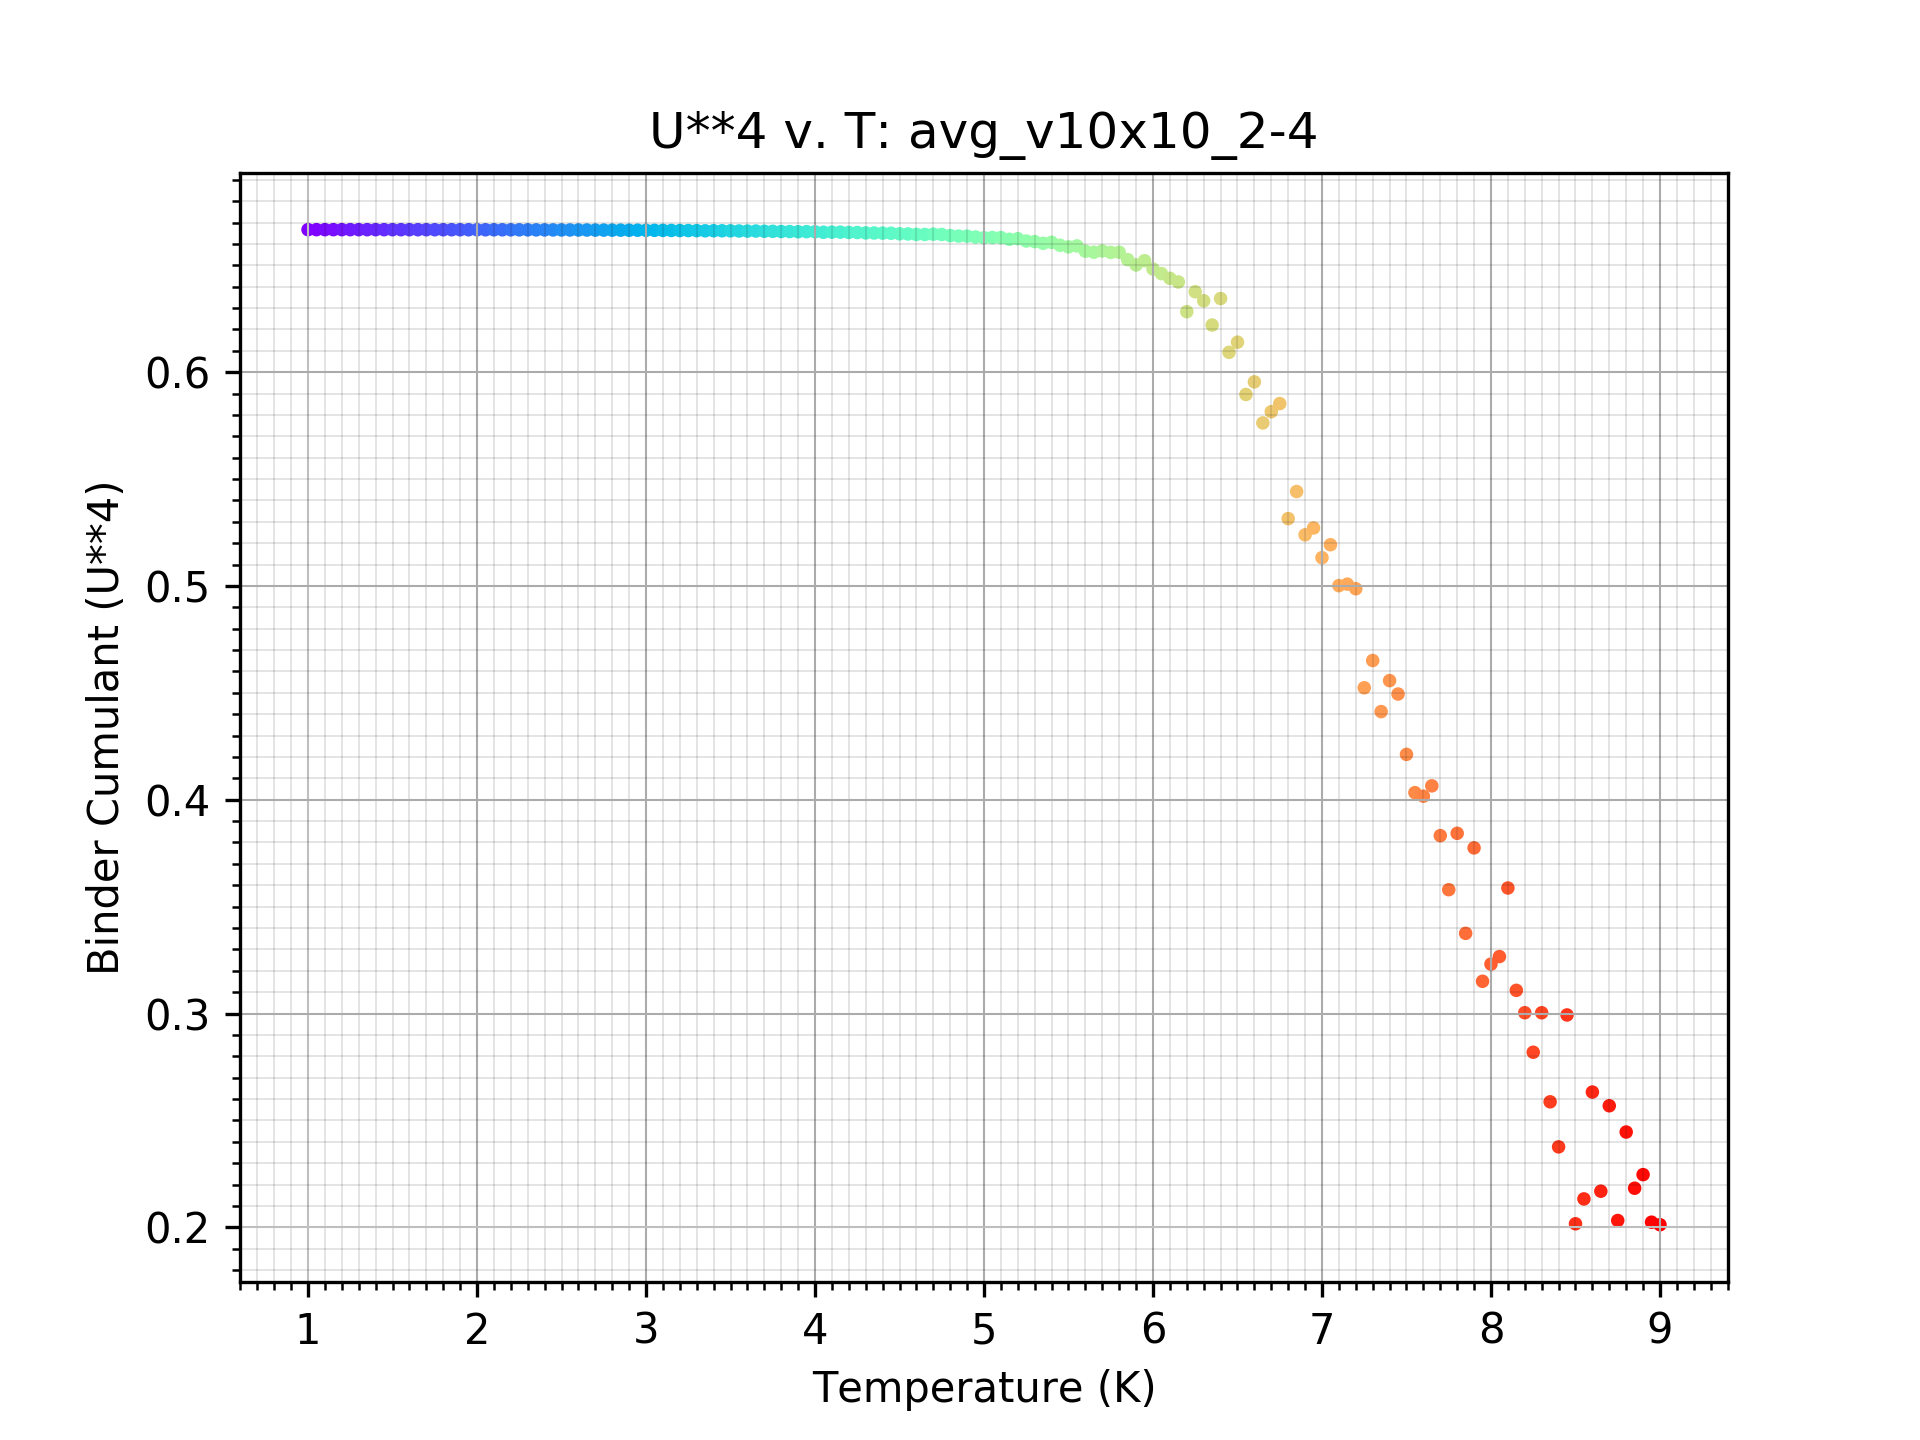 U**4 v. T: avg_v10x10_2-4
Binder Cumulant (U**4)
0.6
0.5
0.4
0.3
0.2
1 2 3 4 5 6 7 8 9
Temperature (K)